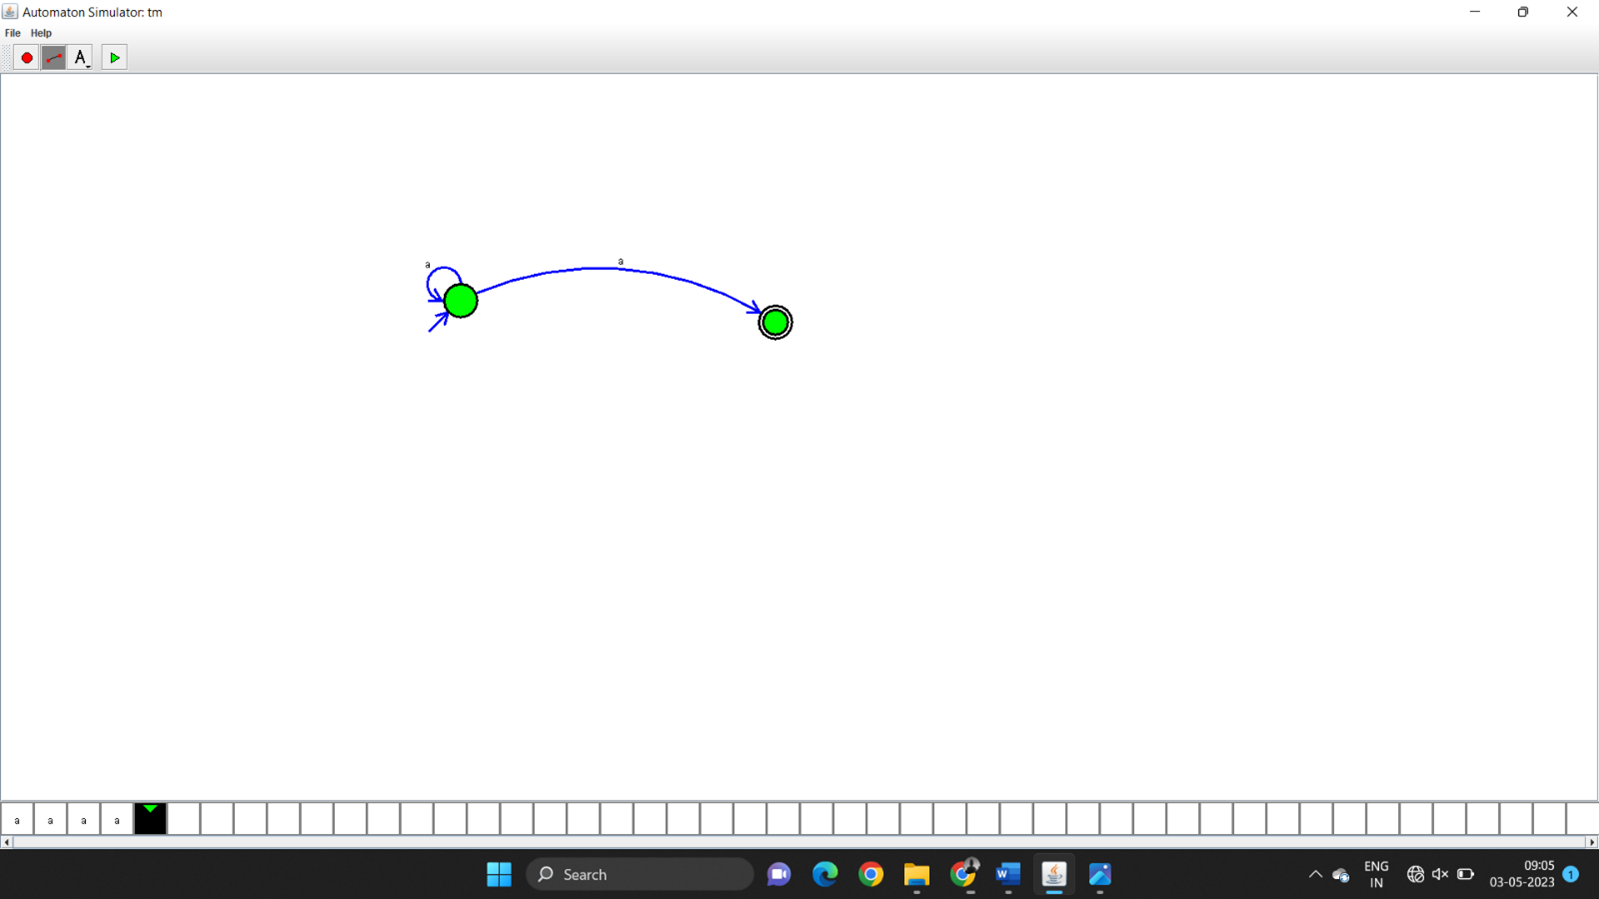 Automaton Simulator: tm
File Help
A
a
a
a a a a
Search
ENG
IN
09:05
03-05-2023
1